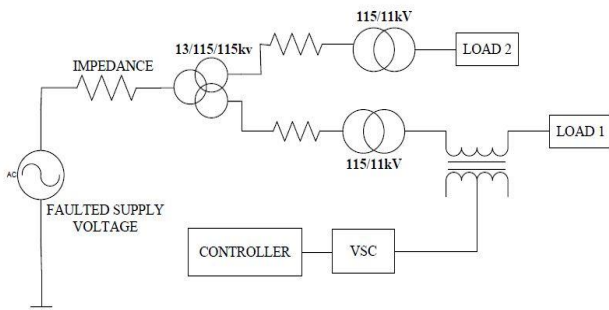 115/11kV
13/115/115kv
LOAD 2
IMPEDANCE
LOAD 1
115/11kV
AC
FAULTED SUPPLY
VOLTAGE
CONTROLLER
VSC